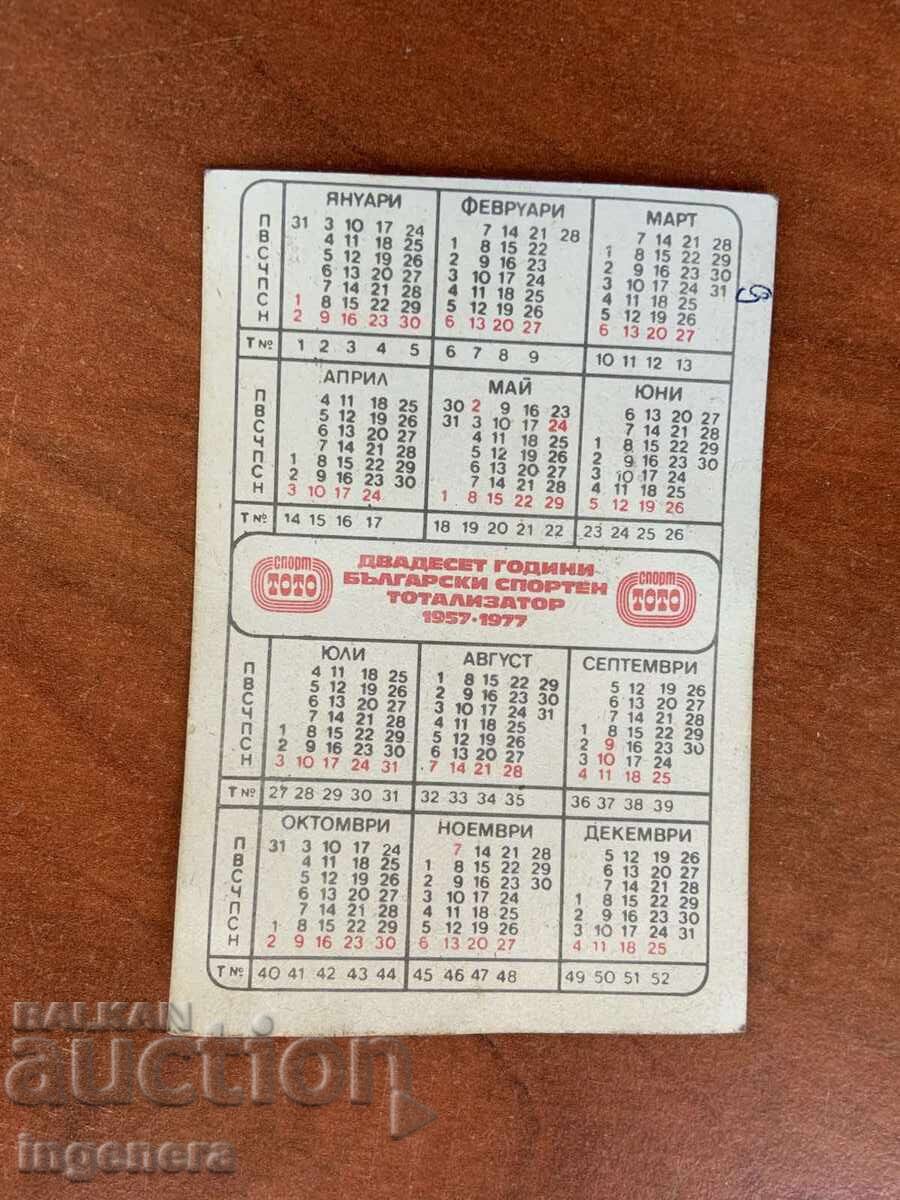 ЯНУАРИ ФЕВРУАРИ МАРТ
П 31 3 10 17 24 7 14 21 28 7 14 21 28
В 4 11 18 25 1 8 15 22 1 8 15 22 29
С 5 12 19 26 2 9 16 23 2 9 16 23 30
Ч 6 13 20 27 3 10 17 24 3 10 17 24 31
П 7 14 21 28 4 11 18 25 4 11 18 25
С 1 8 15 22 29 5 12 19 26 5 12 19 26
Н 2 9 16 23 30 6 13 20 27 6 13 20 27
Т № 1 2 3 4 5 6 7 8 9 10 11 12 13
АПРИЛ МАЙ ЮНИ
П 4 11 18 25 30 2 9 16 23 6 13 20 27
В 5 12 19 26 31 3 10 17 24 7 14 21 28
С 6 13 20 27 4 11 18 25 1 8 15 22 29
Ч 7 14 21 28 5 12 19 26 2 9 16 23 30
П 1 8 15 22 29 6 13 20 27 3 10 17 24
С 2 9 16 23 30 7 14 21 28 4 11 18 25
Н 3 10 17 24 1 8 15 22 29 5 12 19 26
Т № 14 15 16 17 18 19 20 21 22 23 24 25 26
СПОРТ ТОТО
ДВАДЕСЕТ ГОДИНИ
БЪЛГАРСКИ СПОРТЕН
ТОТАЛИЗАТОР
1957·1977
СПОРТ ТОТО
ЮЛИ АВГУСТ СЕПТЕМВРИ
П 4 11 18 25 1 8 15 22 29 5 12 19 26
В 5 12 19 26 2 9 16 23 30 6 13 20 27
С 6 13 20 27 3 10 17 24 31 7 14 21 28
Ч 7 14 21 28 4 11 18 25 1 8 15 22 29
П 1 8 15 22 29 5 12 19 26 2 9 16 23 30
С 2 9 16 23 30 6 13 20 27 3 10 17 24
Н 3 10 17 24 31 7 14 21 28 4 11 18 25
Т № 27 28 29 30 31 32 33 34 35 36 37 38 39
ОКТОМВРИ НОЕМВРИ ДЕКЕМВРИ
П 31 3 10 17 24 7 14 21 28 5 12 19 26
В 4 11 18 25 1 8 15 22 29 6 13 20 27
С 5 12 19 26 2 9 16 23 30 7 14 21 28
Ч 6 13 20 27 3 10 17 24 1 8 15 22 29
П 7 14 21 28 4 11 18 25 2 9 16 23 30
С 1 8 15 22 29 5 12 19 26 3 10 17 24 31
Н 2 9 16 23 30 6 13 20 27 4 11 18 25
Т № 40 41 42 43 44 45 46 47 48 49 50 51 52
BALKAN
auction
ingenera